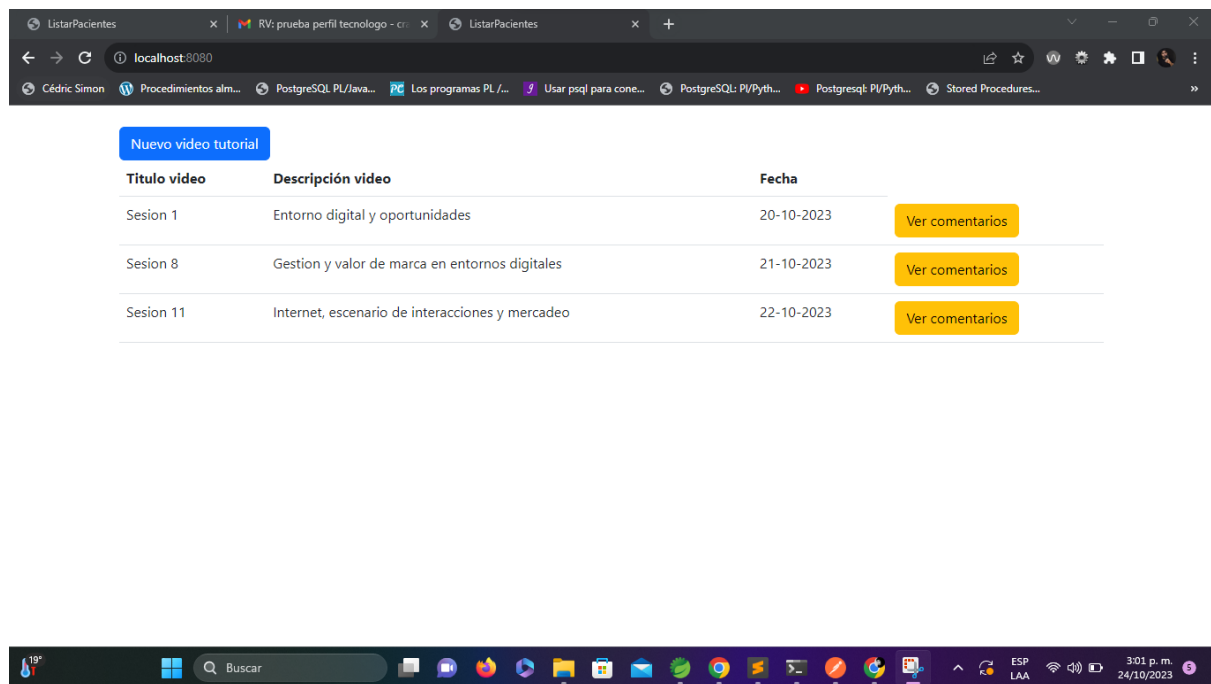 ListarPacientes
RV: prueba perfil tecnologo - cr
ListarPacientes
localhost:8080
Cédric Simon
Procedimientos alm...
PostgreSQL PL/Java...
Los programas PL /...
Usar psql para cone...
PostgreSQL: Pl/Pyth...
Postgresql: Pl/Pyth...
Stored Procedures...
Nuevo video tutorial
Titulo video Descripción video Fecha
Sesion 1 Entorno digital y oportunidades 20-10-2023 Ver comentarios
Sesion 8 Gestion y valor de marca en entornos digitales 21-10-2023 Ver comentarios
Sesion 11 Internet, escenario de interacciones y mercadeo 22-10-2023 Ver comentarios
19°
Buscar
ESP
LAA
3:01 p. m.
24/10/2023
5